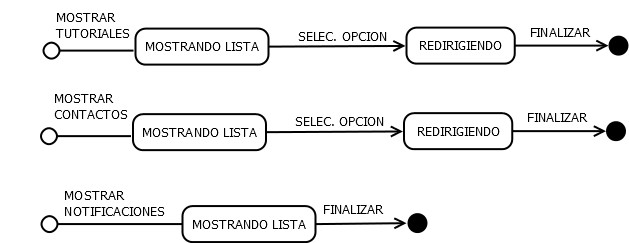 MOSTRAR
TUTORIALES
MOSTRANDO LISTA
SELEC. OPCION
REDIRIGIENDO
FINALIZAR
MOSTRAR
CONTACTOS
MOSTRANDO LISTA
SELEC. OPCION
REDIRIGIENDO
FINALIZAR
MOSTRAR
NOTIFICACIONES
MOSTRANDO LISTA
FINALIZAR